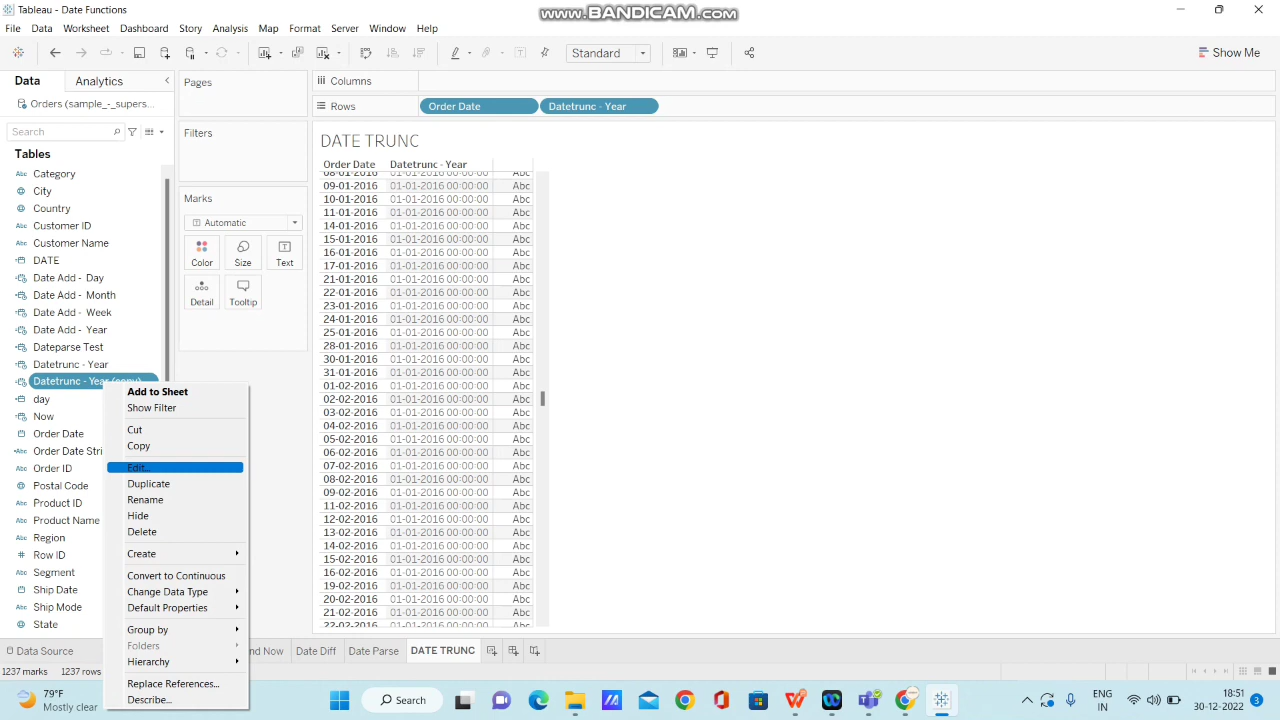 Tableau - Date Functions
www.BANDICAM.com
File Data Worksheet Dashboard Story Analysis Map Format Server Window Help
Standard
Show Me
Data Analytics
Orders (sample_-_supers...
Search
Tables
Category
City
Country
Customer ID
Customer Name
DATE
Date Add - Day
Date Add - Month
Date Add - Week
Date Add - Year
Dateparse Test
Datetrunc - Year
Datetrunc - Year (copy)
day
Now
Order Date
Order Date Stri
Order ID
Postal Code
Product ID
Product Name
Region
Row ID
Segment
Ship Date
Ship Mode
State
Add to Sheet
Show Filter
Cut
Copy
Edit...
Duplicate
Rename
Hide
Delete
Create
Convert to Continuous
Change Data Type
Default Properties
Group by
Folders
Hierarchy
Replace References...
Describe...
Pages
Filters
Marks
Automatic
Color Size Text
Detail Tooltip
Columns
Rows Order Date Datetrunc - Year
DATE TRUNC
Order Date Datetrunc - Year
08-01-2016 01-01-2016 00:00:00 Abc
09-01-2016 01-01-2016 00:00:00 Abc
10-01-2016 01-01-2016 00:00:00 Abc
11-01-2016 01-01-2016 00:00:00 Abc
14-01-2016 01-01-2016 00:00:00 Abc
15-01-2016 01-01-2016 00:00:00 Abc
16-01-2016 01-01-2016 00:00:00 Abc
17-01-2016 01-01-2016 00:00:00 Abc
21-01-2016 01-01-2016 00:00:00 Abc
22-01-2016 01-01-2016 00:00:00 Abc
23-01-2016 01-01-2016 00:00:00 Abc
24-01-2016 01-01-2016 00:00:00 Abc
25-01-2016 01-01-2016 00:00:00 Abc
28-01-2016 01-01-2016 00:00:00 Abc
30-01-2016 01-01-2016 00:00:00 Abc
31-01-2016 01-01-2016 00:00:00 Abc
01-02-2016 01-01-2016 00:00:00 Abc
02-02-2016 01-01-2016 00:00:00 Abc
03-02-2016 01-01-2016 00:00:00 Abc
04-02-2016 01-01-2016 00:00:00 Abc
05-02-2016 01-01-2016 00:00:00 Abc
06-02-2016 01-01-2016 00:00:00 Abc
07-02-2016 01-01-2016 00:00:00 Abc
08-02-2016 01-01-2016 00:00:00 Abc
09-02-2016 01-01-2016 00:00:00 Abc
11-02-2016 01-01-2016 00:00:00 Abc
12-02-2016 01-01-2016 00:00:00 Abc
13-02-2016 01-01-2016 00:00:00 Abc
14-02-2016 01-01-2016 00:00:00 Abc
15-02-2016 01-01-2016 00:00:00 Abc
16-02-2016 01-01-2016 00:00:00 Abc
19-02-2016 01-01-2016 00:00:00 Abc
20-02-2016 01-01-2016 00:00:00 Abc
21-02-2016 01-01-2016 00:00:00 Abc
22-02-2016 01-01-2016 00:00:00 Abc
Data Source nd Now Date Diff Date Parse DATE TRUNC
1237 marks 1237 rows
79°F
Mostly clear
Search
ENG
IN
18:51
30-12-2022
3